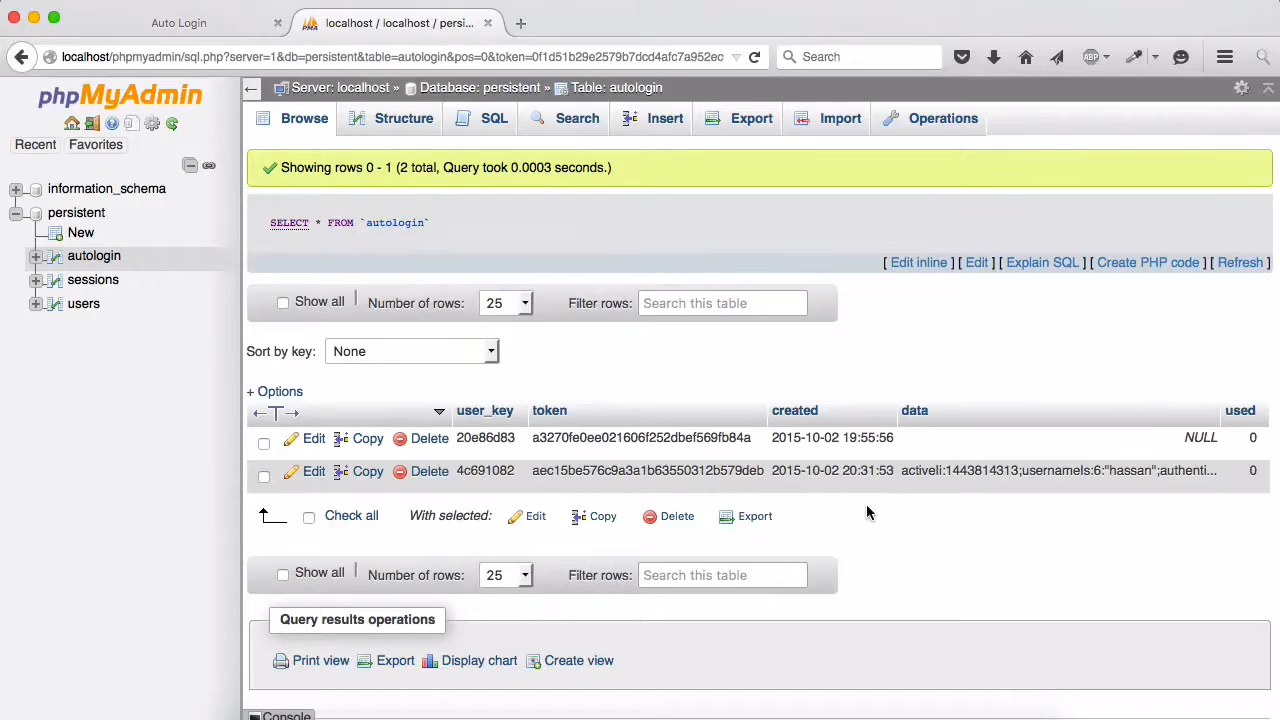 Auto Login
localhost / localhost / persi...
localhost/phpmyadmin/sql.php?server=1&db=persistent&table=autologin&pos=0&token=0f1d51b29e2579b7dcd4afc7a952ec
Search
ABP
phpMyAdmin
Recent Favorites
information_schema
persistent
New
autologin
sessions
users
Server: localhost » Database: persistent » Table: autologin
Browse Structure SQL Search Insert Export Import Operations
Showing rows 0 - 1 (2 total, Query took 0.0003 seconds.)
SELECT * FROM `autologin`
[ Edit inline ] [ Edit ] [ Explain SQL ] [ Create PHP code ] [ Refresh ]
Show all Number of rows: 25 Filter rows: Search this table
Sort by key: None
+ Options
←T→ user_key token created data used
Edit Copy Delete 20e86d83 a3270fe0ee021606f252dbef569fb84a 2015-10-02 19:55:56 NULL 0
Edit Copy Delete 4c691082 aec15be576c9a3a1b63550312b579deb 2015-10-02 20:31:53 activeli:1443814313;usernameIs:6:"hassan";authenti... 0
Check all With selected: Edit Copy Delete Export
Show all Number of rows: 25 Filter rows: Search this table
Query results operations
Print view Export Display chart Create view
Console